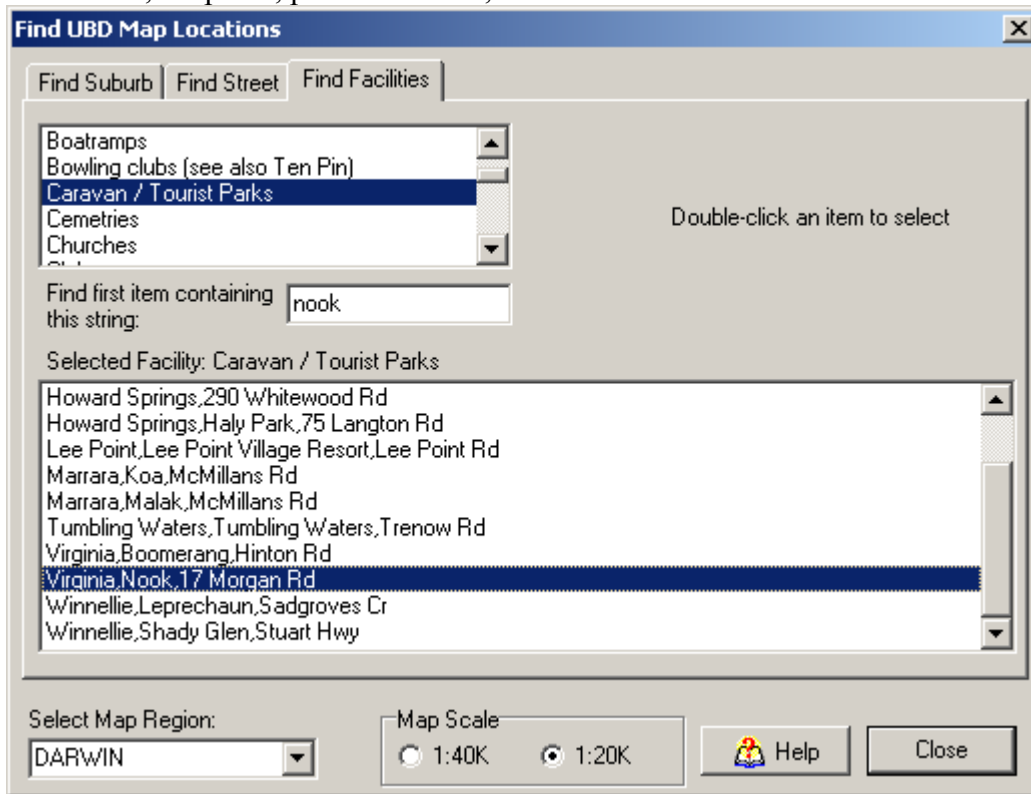 Find UBD Map Locations
Find Suburb
Find Street
Find Facilities
Boatramps
Bowling clubs (see also Ten Pin)
Caravan / Tourist Parks
Cemetries
Churches
Double-click an item to select
Find first item containing
this string:
nook
Selected Facility: Caravan / Tourist Parks
Howard Springs,290 Whitewood Rd
Howard Springs,Haly Park,75 Langton Rd
Lee Point,Lee Point Village Resort,Lee Point Rd
Marrara,Koa,McMillans Rd
Marrara,Malak,McMillans Rd
Tumbling Waters,Tumbling Waters,Trenow Rd
Virginia,Boomerang,Hinton Rd
Virginia,Nook,17 Morgan Rd
Winnellie,Leprechaun,Sadgroves Cr
Winnellie,Shady Glen,Stuart Hwy
Select Map Region:
DARWIN
Map Scale
1:40K
1:20K
Help
Close